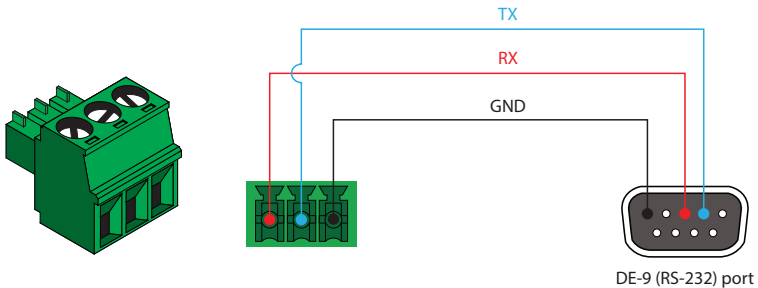 TX
RX
GND
DE-9 (RS-232) port